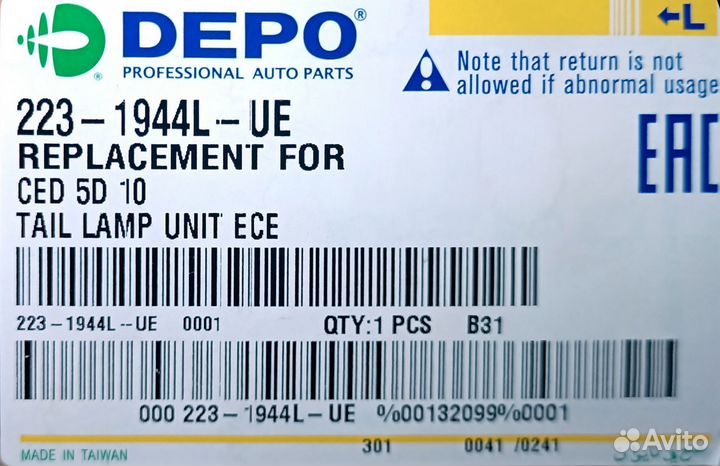 DEPO®
®
PROFESSIONAL AUTO PARTS
←L
Note that return is not
allowed if abnormal usage
223-1944L-UE
REPLACEMENT FOR
CED 5D 10
TAIL LAMP UNIT ECE
EAC
223-1944L-UE 0001 QTY:1 PCS B31
000 223-1944L-UE %00132099%0001
301 0041 /0241
MADE IN TAIWAN
Avito